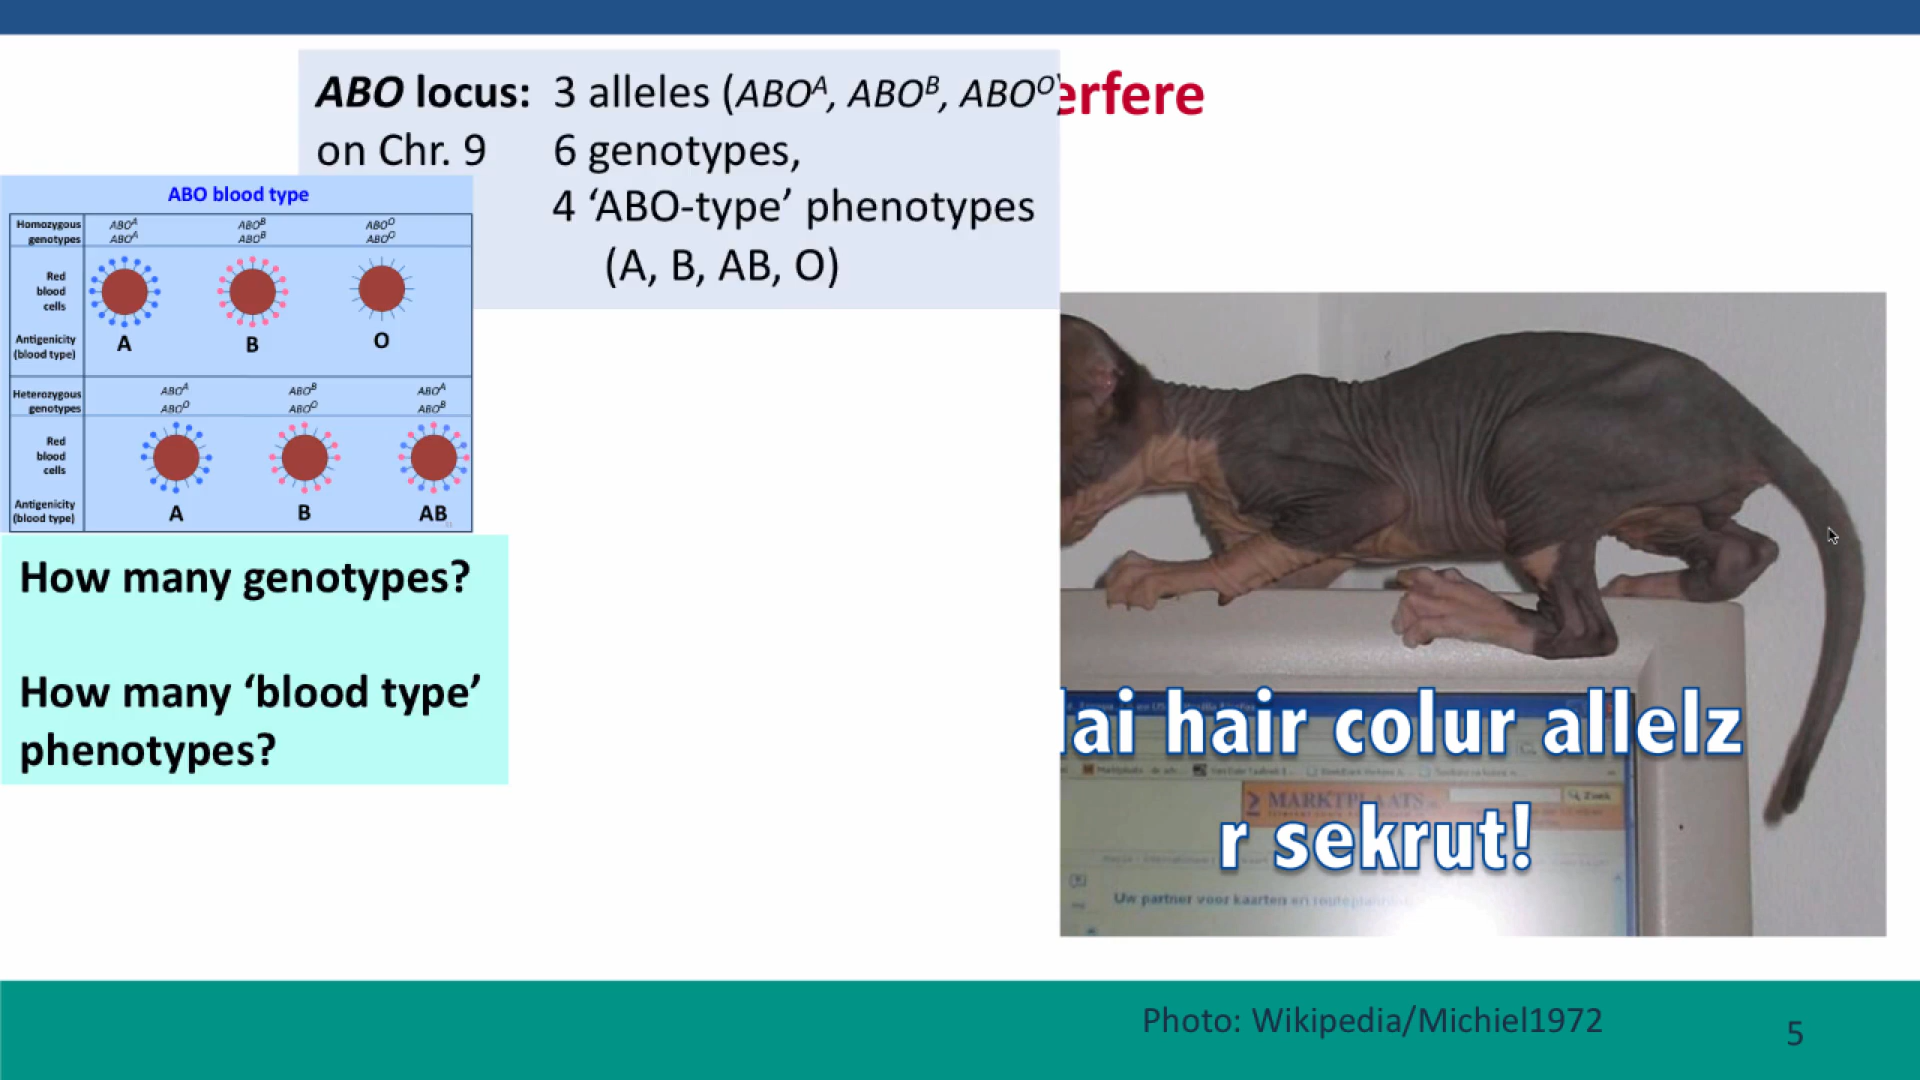 erfere
ABO locus: 3 alleles (ABOᴬ, ABOᴮ, ABOᴼ)
on Chr. 9 6 genotypes,
4 ‘ABO-type’ phenotypes
(A, B, AB, O)
ABO blood type
Homozygous genotypes
ABOᴬ ABOᴮ ABOᴼ
ABOᴬ ABOᴮ ABOᴼ
Red
blood
cells
Antigenicity
(blood type)
A B O
Heterozygous genotypes
ABOᴬ ABOᴮ ABOᴬ
ABOᴼ ABOᴼ ABOᴮ
Red
blood
cells
Antigenicity
(blood type)
A B AB
How many genotypes?
How many ‘blood type’
phenotypes?
ai hair colur allelz
r sekrut!
MARKTPLAATS
Zoek
Uw partner voor kaarten en
Photo: Wikipedia/Michiel1972
5